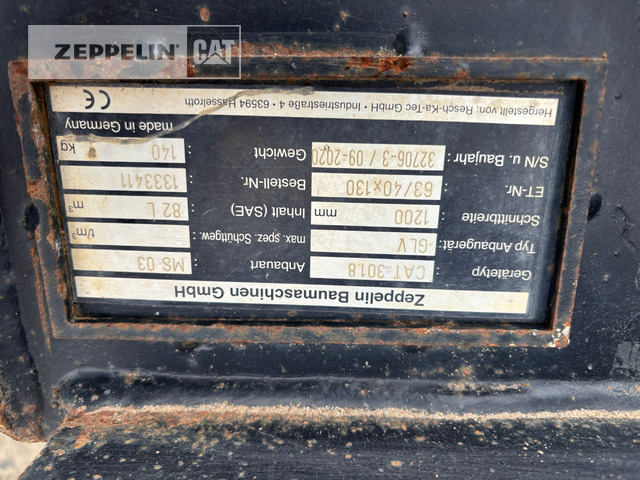 ZEPPELIN CAT
Zeppelin Baumaschinen GmbH
Gerätetyp CAT 301.8 Anbauart : MS 03
Typ Anbaugerät: 6LV max. spez. Schüttgew. : t/m³
Schnittbreite 1200 mm Inhalt (SAE) : 82 L m³
ET-Nr. 63/40x130 Bestell-Nr. : 1333411
S/N u. Baujahr: 32706-3 / 09-2020 Gewicht : 140 kg
made in Germany
Hergestellt von: Resch-Ka-Tec GmbH • Industriestraße 4 • 63594 Hasselroth CE